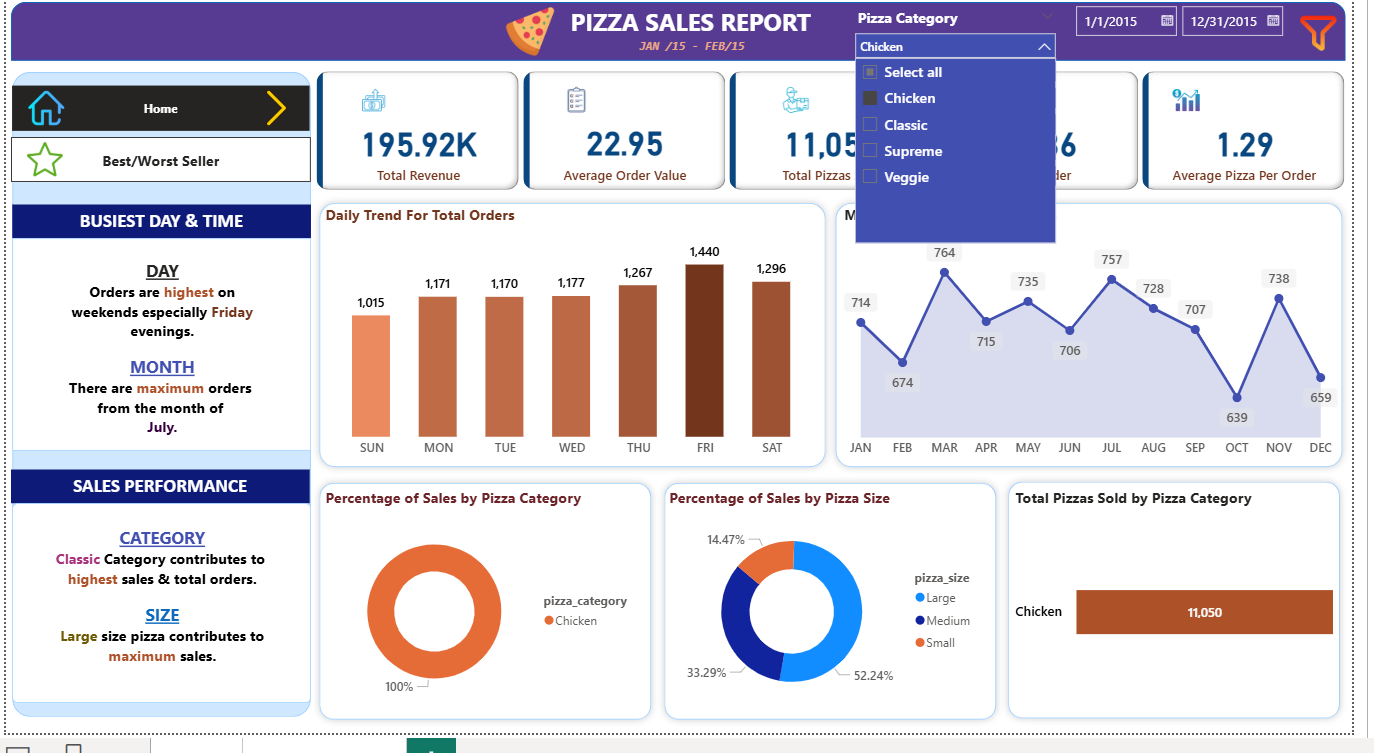 PIZZA SALES REPORT
JAN /15 - FEB/15
Pizza Category
1/1/2015
12/31/2015
Chicken
Select all
Chicken
Classic
Supreme
Veggie
Home
Best/Worst Seller
195.92K
Total Revenue
22.95
Average Order Value
11,05
Total Pizzas
6
der
1.29
Average Pizza Per Order
BUSIEST DAY & TIME
DAY
Orders are highest on
weekends especially Friday
evenings.
MONTH
There are maximum orders
from the month of
July.
SALES PERFORMANCE
CATEGORY
Classic Category contributes to
highest sales & total orders.
SIZE
Large size pizza contributes to
maximum sales.
Daily Trend For Total Orders
1,015
1,171
1,170
1,177
1,267
1,440
1,296
SUN MON TUE WED THU FRI SAT
M
714
674
764
715
735
706
757
728
707
639
738
659
JAN FEB MAR APR MAY JUN JUL AUG SEP OCT NOV DEC
Percentage of Sales by Pizza Category
pizza_category
Chicken
100%
Percentage of Sales by Pizza Size
14.47%
33.29%
52.24%
pizza_size
Large
Medium
Small
Total Pizzas Sold by Pizza Category
Chicken
11,050